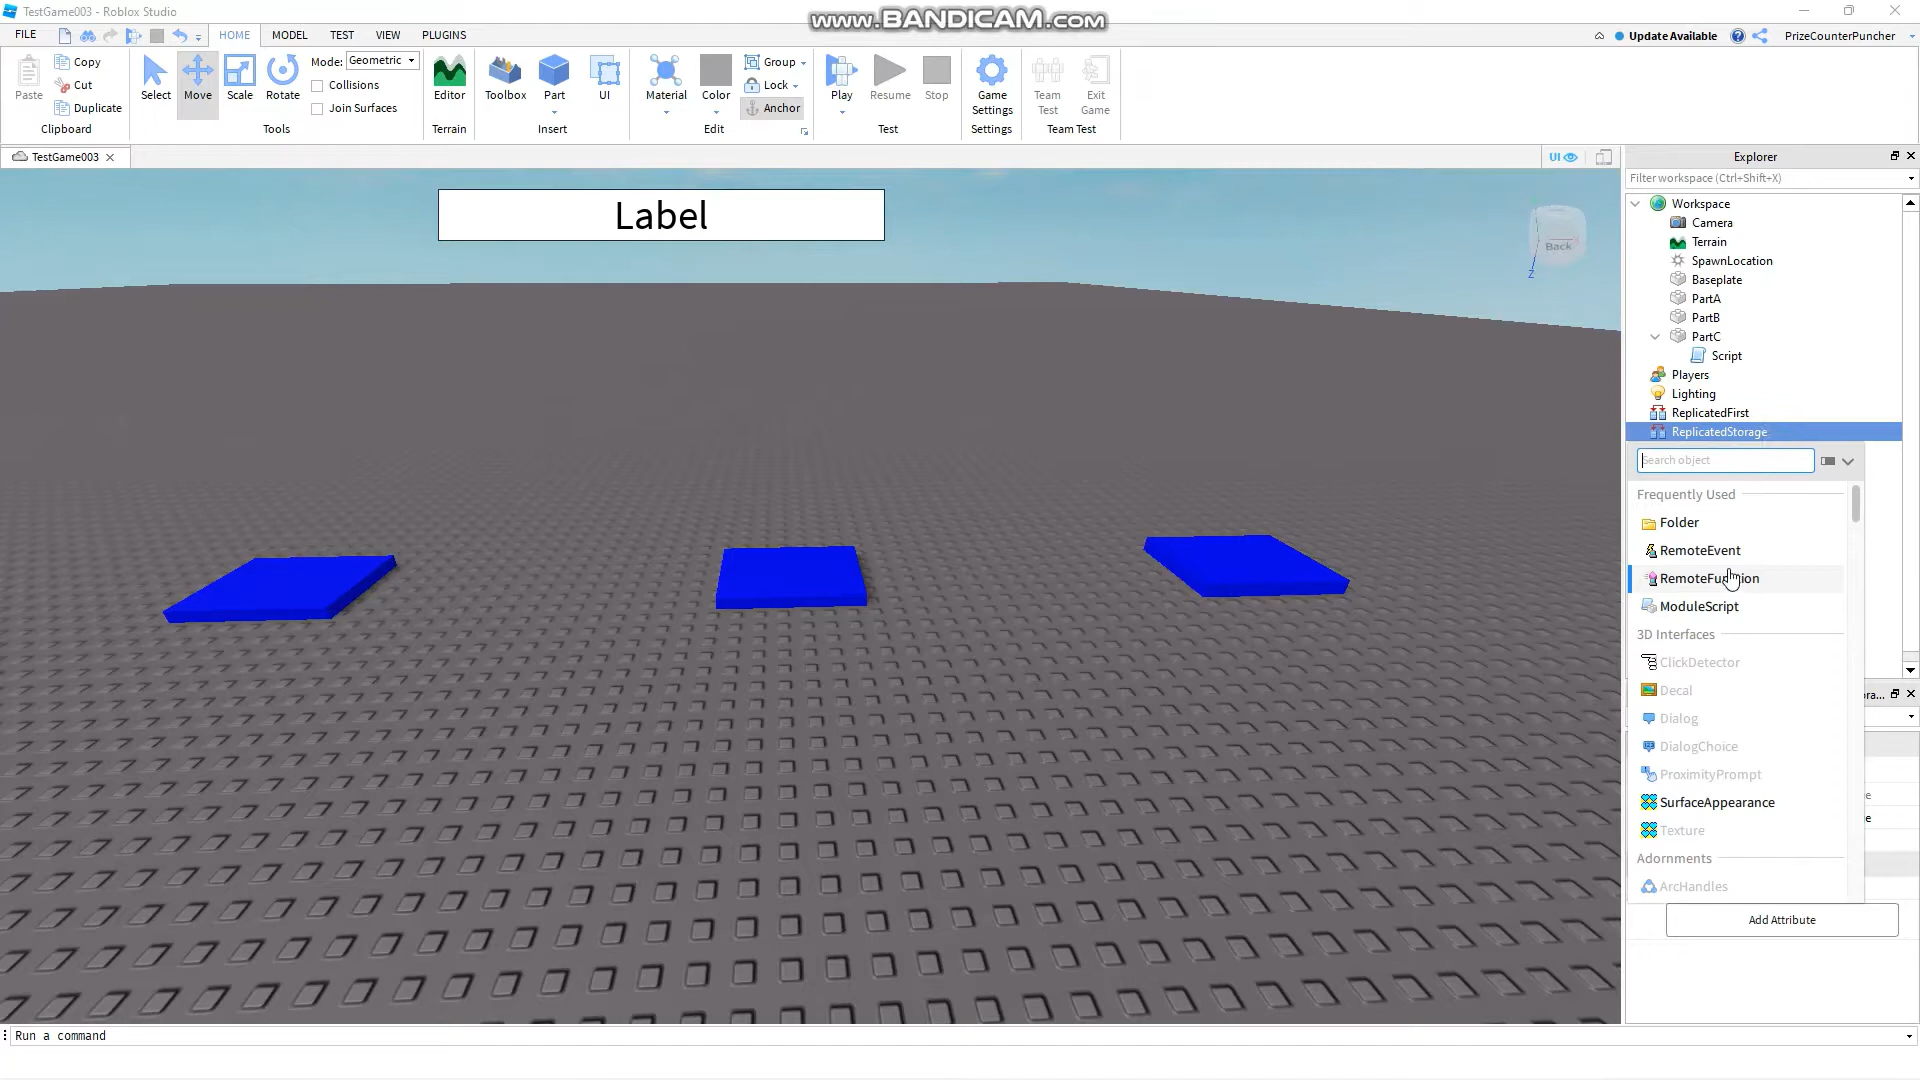 TestGame003 - Roblox Studio
www.BANDICAM.com
FILE
HOME
MODEL
TEST
VIEW
PLUGINS
Update Available
PrizeCounterPuncher
Paste
Copy
Cut
Duplicate
Clipboard
Select
Move
Scale
Rotate
Mode: Geometric
Collisions
Join Surfaces
Tools
Editor
Terrain
Toolbox
Part
UI
Insert
Material
Color
Group
Lock
Anchor
Edit
Play
Resume
Stop
Test
Game
Settings
Settings
Team
Test
Exit
Game
Team Test
TestGame003
UI
Label
Back
Z
Explorer
Filter workspace (Ctrl+Shift+X)
Workspace
Camera
Terrain
SpawnLocation
Baseplate
PartA
PartB
PartC
Script
Players
Lighting
ReplicatedFirst
ReplicatedStorage
Search object
Frequently Used
Folder
RemoteEvent
RemoteFunction
ModuleScript
3D Interfaces
ClickDetector
Decal
Dialog
DialogChoice
ProximityPrompt
SurfaceAppearance
Texture
Adornments
ArcHandles
Add Attribute
Run a command